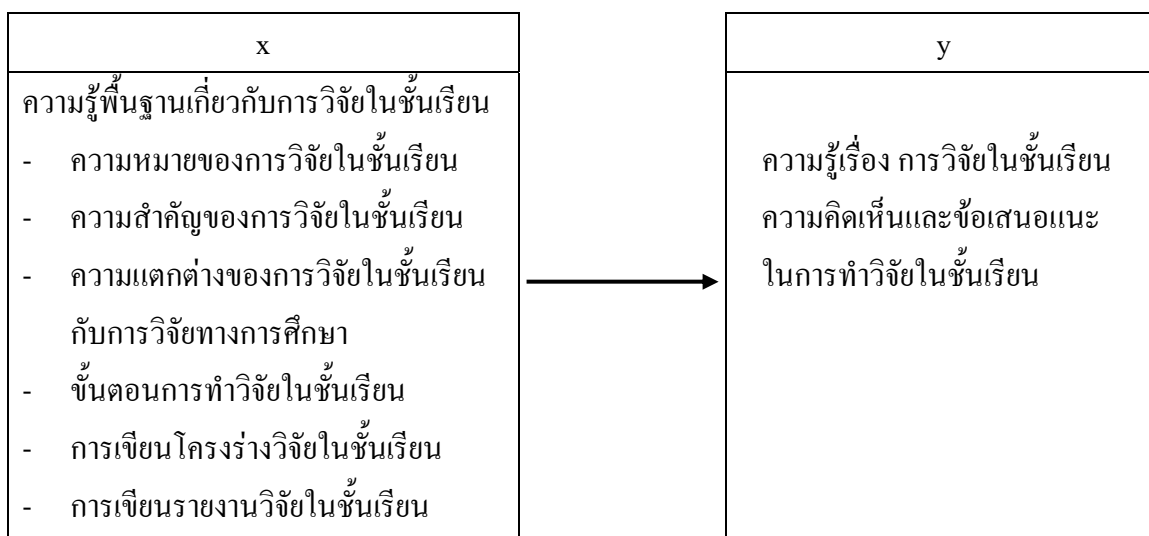 x
ความรู้พื้นฐานเกี่ยวกับการวิจัยในชั้นเรียน
- ความหมายของการวิจัยในชั้นเรียน
- ความสำคัญของการวิจัยในชั้นเรียน
- ความแตกต่างของการวิจัยในชั้นเรียน
กับการวิจัยทางการศึกษา
- ขั้นตอนการทำวิจัยในชั้นเรียน
- การเขียนโครงร่างวิจัยในชั้นเรียน
- การเขียนรายงานวิจัยในชั้นเรียน
y
ความรู้เรื่อง การวิจัยในชั้นเรียน
ความคิดเห็นและข้อเสนอแนะ
ในการทำวิจัยในชั้นเรียน